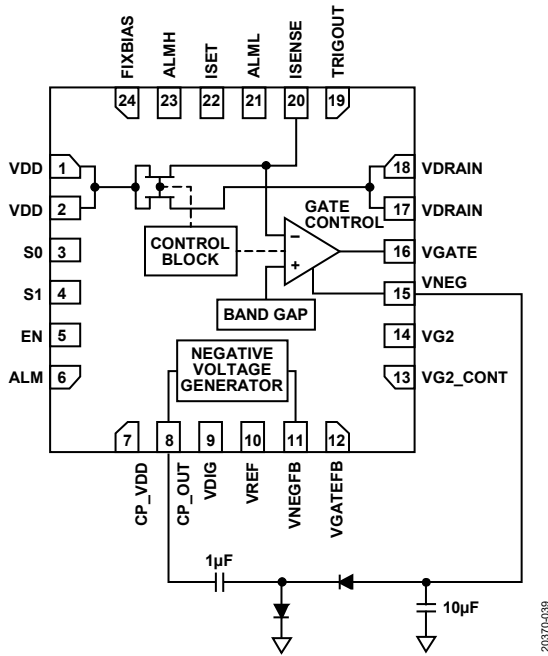 FIXBIAS
ALMH
ISET
ALML
ISENSE
TRIGOUT
24
23
22
21
20
19
VDD 1
VDD 2
S0 3
S1 4
EN 5
ALM 6
18 VDRAIN
17 VDRAIN
16 VGATE
15 VNEG
14 VG2
13 VG2_CONT
GATE
CONTROL
CONTROL
BLOCK
–
+
BAND GAP
NEGATIVE
VOLTAGE
GENERATOR
7
8
9
10
11
12
CP_VDD
CP_OUT
VDIG
VREF
VNEGFB
VGATEFB
1µF
10µF
20370-039